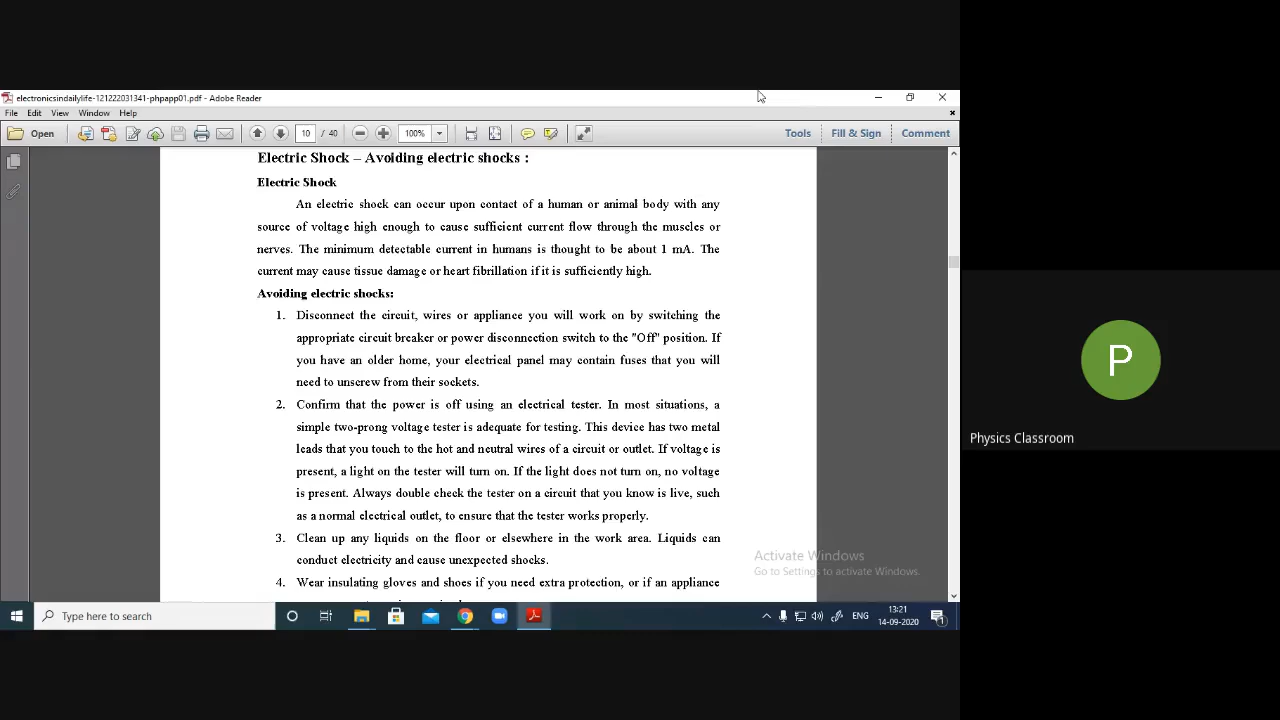 electronicsindailylife-121222031341-phpapp01.pdf - Adobe Reader
File Edit View Window Help
Open 10 / 40 100% Tools Fill & Sign Comment
Electric Shock – Avoiding electric shocks :
Electric Shock
An electric shock can occur upon contact of a human or animal body with any
source of voltage high enough to cause sufficient current flow through the muscles or
nerves. The minimum detectable current in humans is thought to be about 1 mA. The
current may cause tissue damage or heart fibrillation if it is sufficiently high.
Avoiding electric shocks:
1. Disconnect the circuit, wires or appliance you will work on by switching the
appropriate circuit breaker or power disconnection switch to the "Off" position. If
you have an older home, your electrical panel may contain fuses that you will
need to unscrew from their sockets.
2. Confirm that the power is off using an electrical tester. In most situations, a
simple two-prong voltage tester is adequate for testing. This device has two metal
leads that you touch to the hot and neutral wires of a circuit or outlet. If voltage is
present, a light on the tester will turn on. If the light does not turn on, no voltage
is present. Always double check the tester on a circuit that you know is live, such
as a normal electrical outlet, to ensure that the tester works properly.
3. Clean up any liquids on the floor or elsewhere in the work area. Liquids can
conduct electricity and cause unexpected shocks.
4. Wear insulating gloves and shoes if you need extra protection, or if an appliance
Activate Windows
Go to Settings to activate Windows.
Type here to search
ENG
13:21
14-09-2020
1
P
Physics Classroom